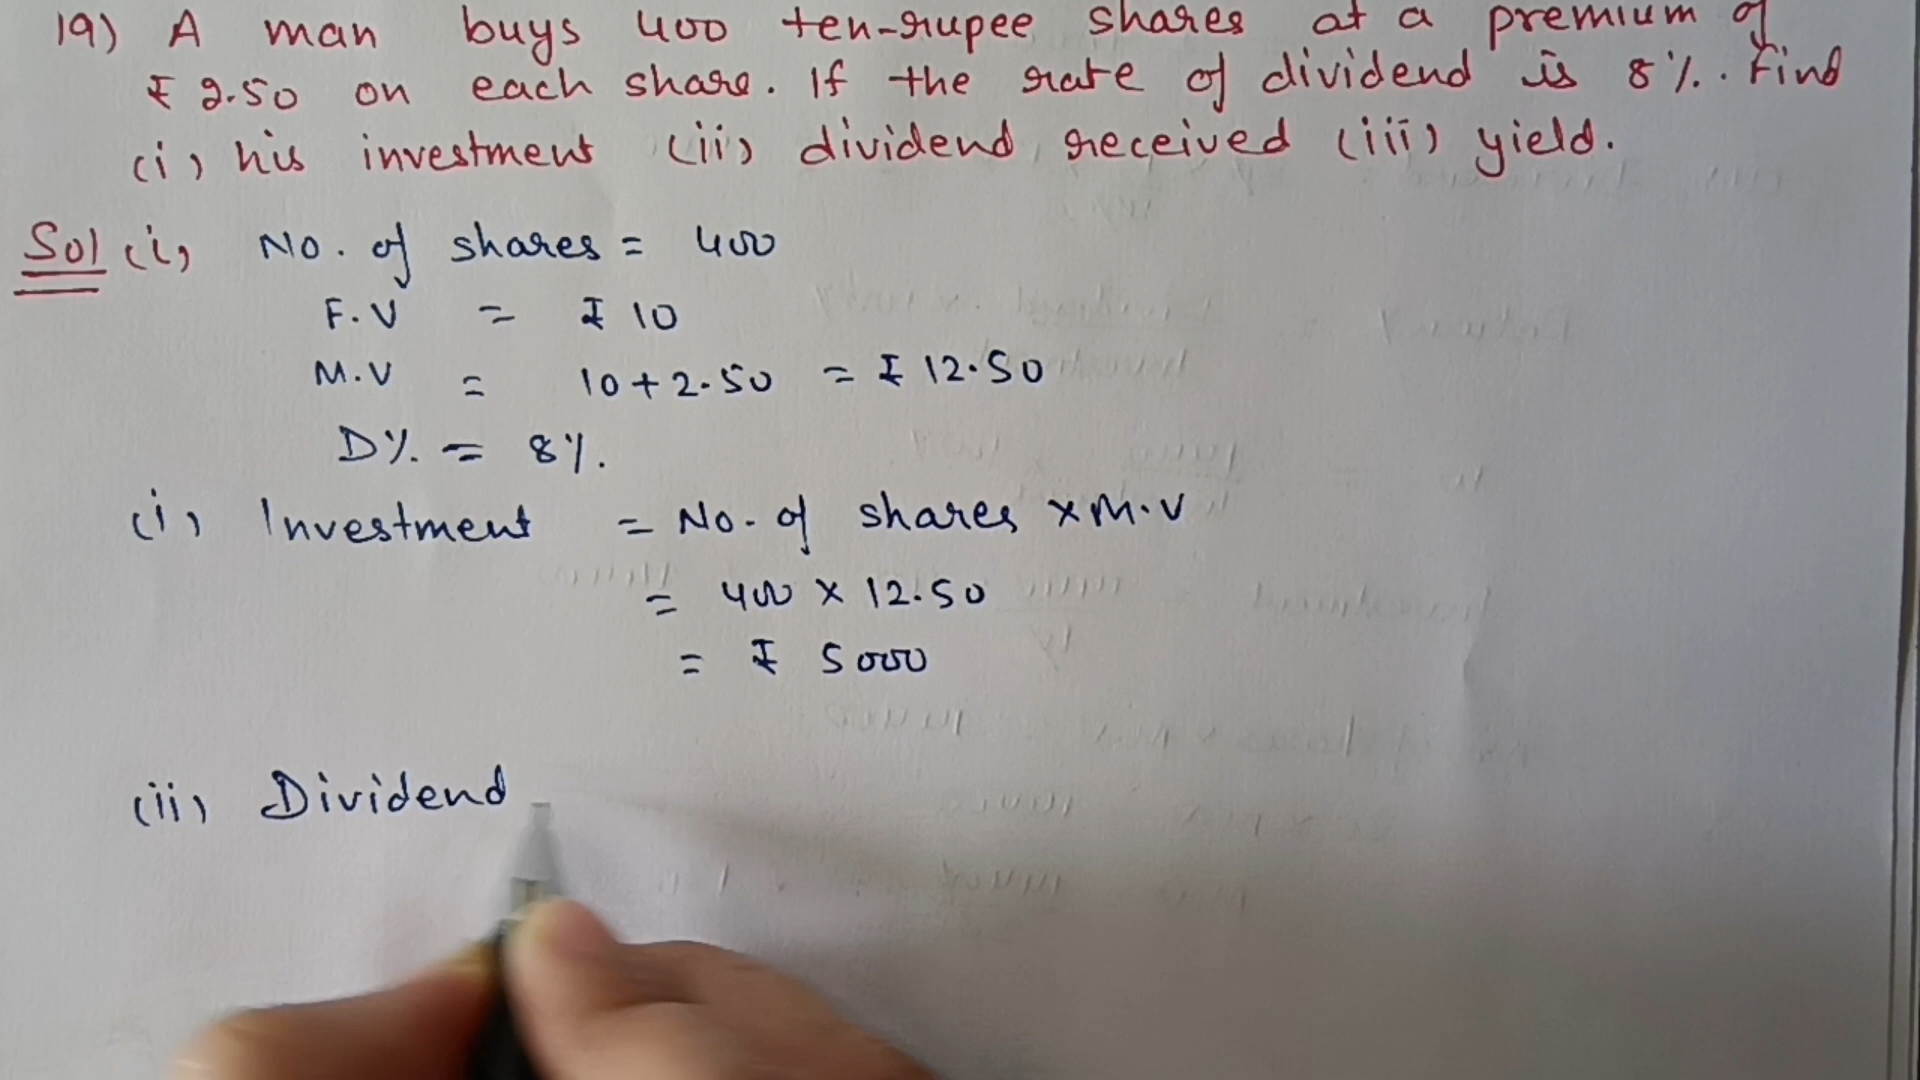 19) A man buys 400 ten-rupee shares at a premium of
₹ 2.50 on each share. If the rate of dividend is 8%. Find
(i) his investment (ii) dividend received (iii) yield.
Sol (i) No. of shares = 400
F.V = ₹ 10
M.V = 10 + 2.50 = ₹ 12.50
D% = 8%.
(i) Investment = No. of shares × M.V
= 400 × 12.50
= ₹ 5000
(ii) Dividend